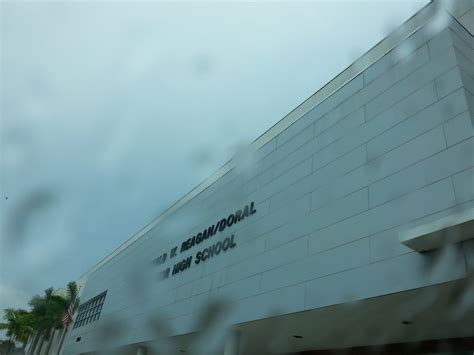 W. REAGAN/DORAL
HIGH SCHOOL